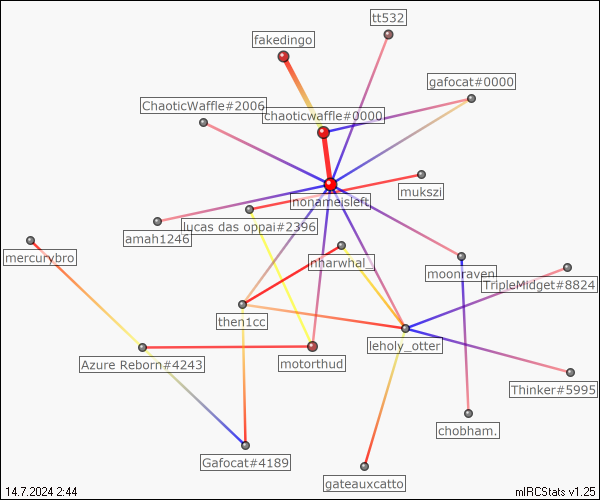 tt532
fakedingo
gafocat#0000
ChaoticWaffle#2006
chaoticwaffle#0000
mukszi
nonameisleft
lucas das oppai#2396
amah1246
mercurybro
nharwhal_
moonraven_
TripleMidget#8824
then1cc
leholy_otter
Azure Reborn#4243
motorthud
Thinker#5995
chobham.
Gafocat#4189
gateauxcatto
14.7.2024 2:44
mIRCStats v1.25